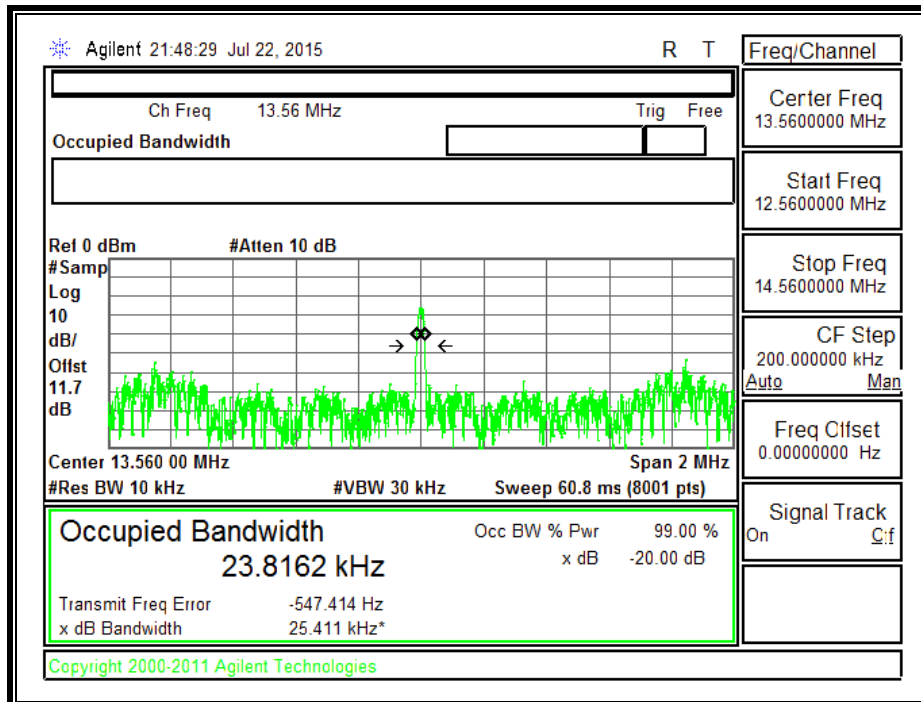 Agilent 21:48:29 Jul 22, 2015
R T
Freq/Channel
Ch Freq 13.56 MHz
Trig Free
Occupied Bandwidth
Center Freq
13.5600000 MHz
Start Freq
12.5600000 MHz
Stop Freq
14.5600000 MHz
CF Step
200.000000 kHz
Auto Man
Freq Offset
0.00000000 Hz
Signal Track
On Off
Ref 0 dBm
#Atten 10 dB
#Samp
Log
10
dB/
Offst
11.7
dB
Center 13.560 00 MHz
Span 2 MHz
#Res BW 10 kHz
#VBW 30 kHz
Sweep 60.8 ms (8001 pts)
Occupied Bandwidth
23.8162 kHz
Occ BW % Pwr 99.00 %
x dB -20.00 dB
Transmit Freq Error -547.414 Hz
x dB Bandwidth 25.411 kHz*
Copyright 2000-2011 Agilent Technologies